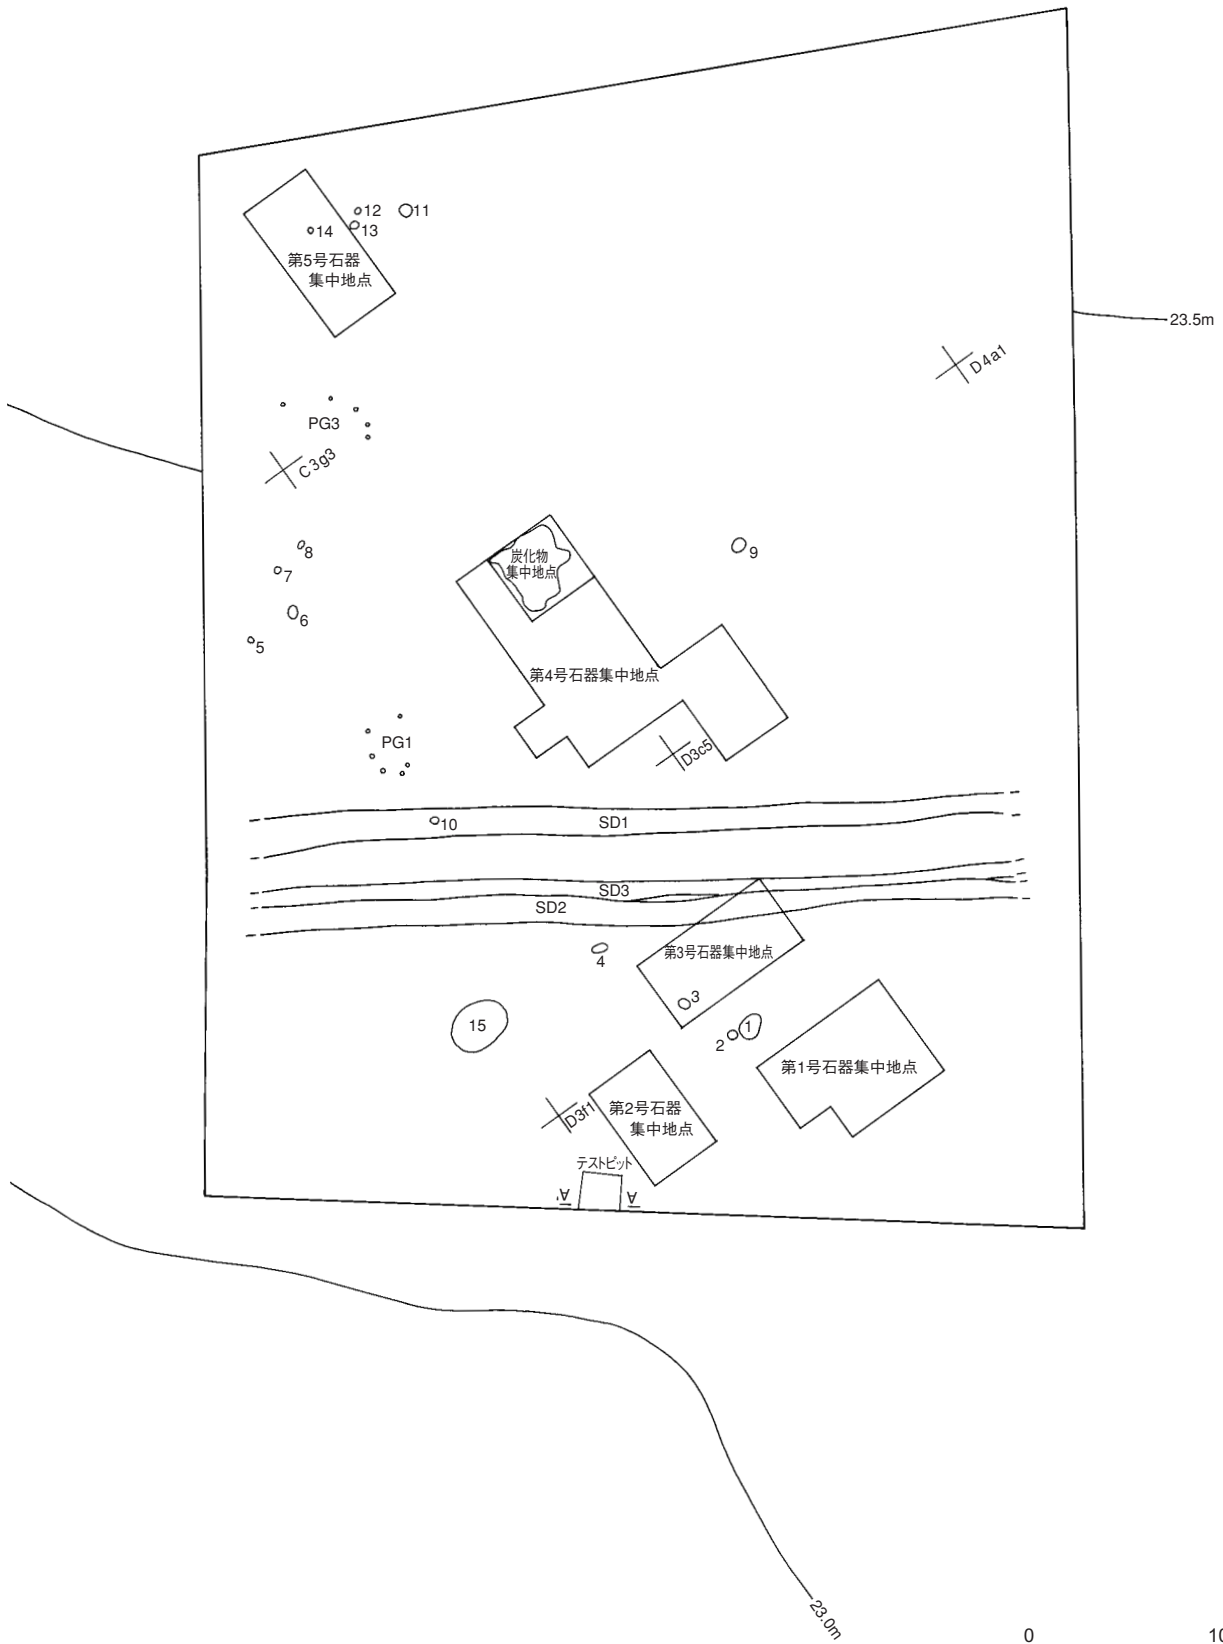 12
11
13
14
第5号石器
集中地点
23.5m
D4a1
PG3
C3g3
8
7
6
5
炭化物
集中地点
9
第4号石器集中地点
PG1
D3c5
10
SD1
SD3
SD2
4
第3号石器集中地点
3
15
1
2
第1号石器集中地点
D3f1
第2号石器
集中地点
テストピット
A'
A
23.0m
0
10